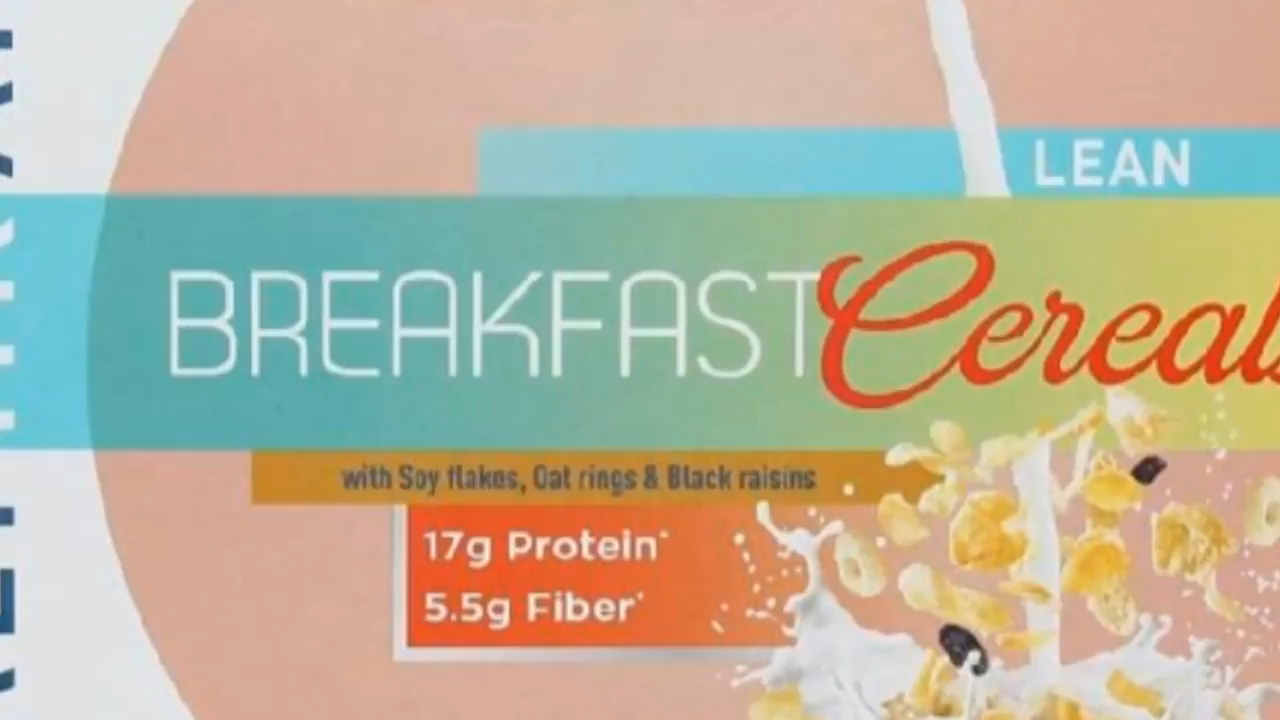 LEAN
BREAKFAST Cereal
with Soy flakes, Oat rings & Black raisins
17g Protein*
5.5g Fiber*